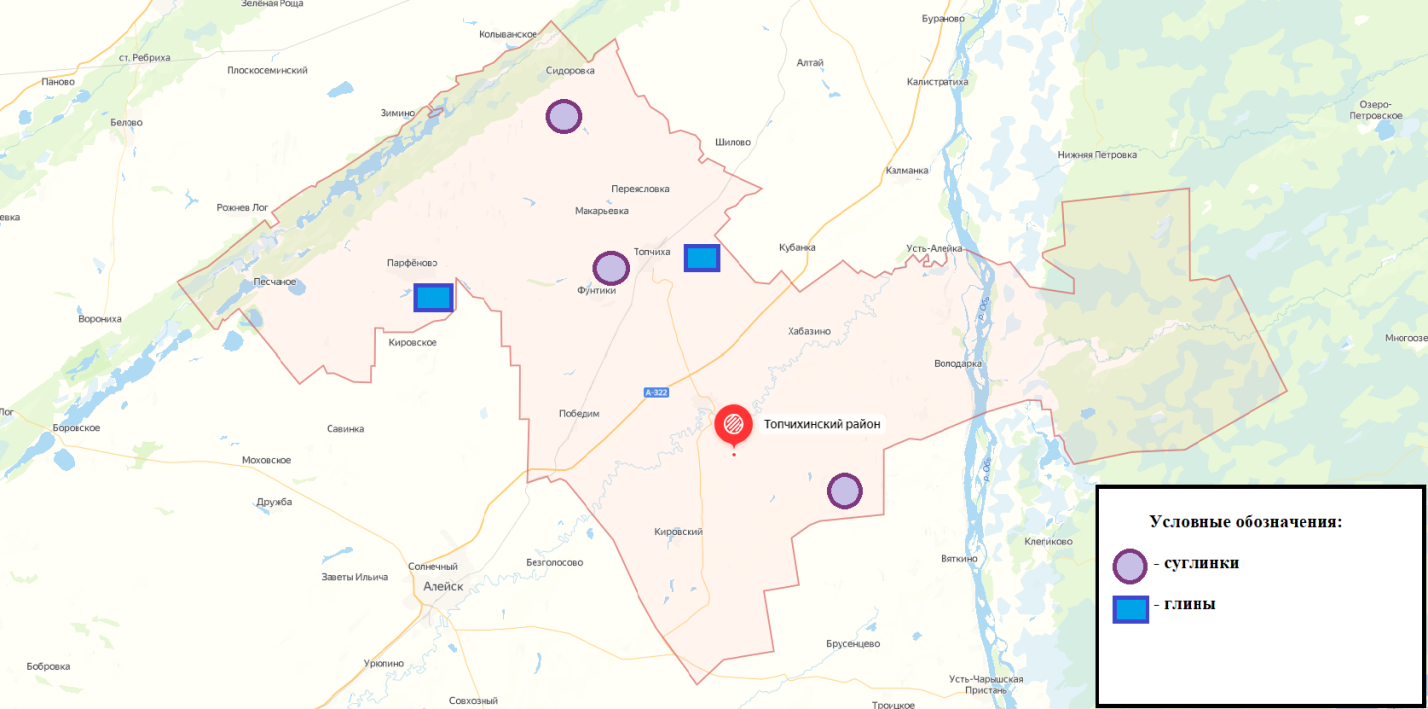 Зелёная Роща
Бураново
Колыванское
ст. Ребриха
Алтай
Плоскосеминский
Сидоровка
Паново
Калистратиха
Озеро-
Петровское
Зимино
Белово
Шилово
Нижняя Петровка
Калманка
Переясловка
Рожнев Лог
Макарьевка
евка
Кубанка
Усть-Алейка
Топчиха
Парфёново
Песчаное
Фунтики
р. Обь
Ворониха
Хабазино
Кировское
Многоозе
Володарка
А-322
Лог
Победим
Топчихинский район
Боровское
Савинка
Моховское
р. Обь
Дружба
Условные обозначения:
Кировский
Клепиково
Вяткино
Безголосово
- суглинки
Солнечный
Заветы Ильича
Алейск
- глины
Брусенцево
Урюпино
Бобровка
Усть-Чарышская
Пристань
Совхозный
Троицкое